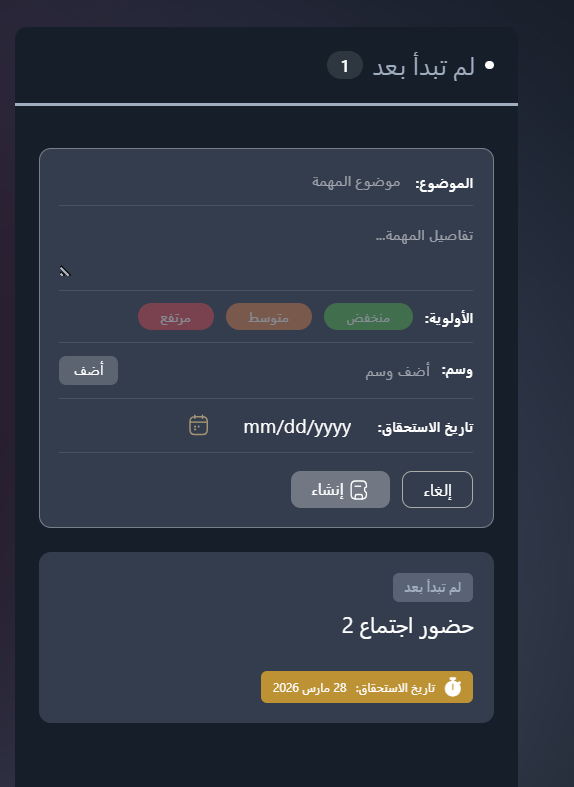 لم تبدأ بعد 1
الموضوع: موضوع المهمة
تفاصيل المهمة...
الأولوية: منخفض متوسط مرتفع
وسم: أضف وسم أضف
تاريخ الاستحقاق: mm/dd/yyyy
إلغاء إنشاء
لم تبدأ بعد
حضور اجتماع 2
تاريخ الاستحقاق: 28 مارس 2026